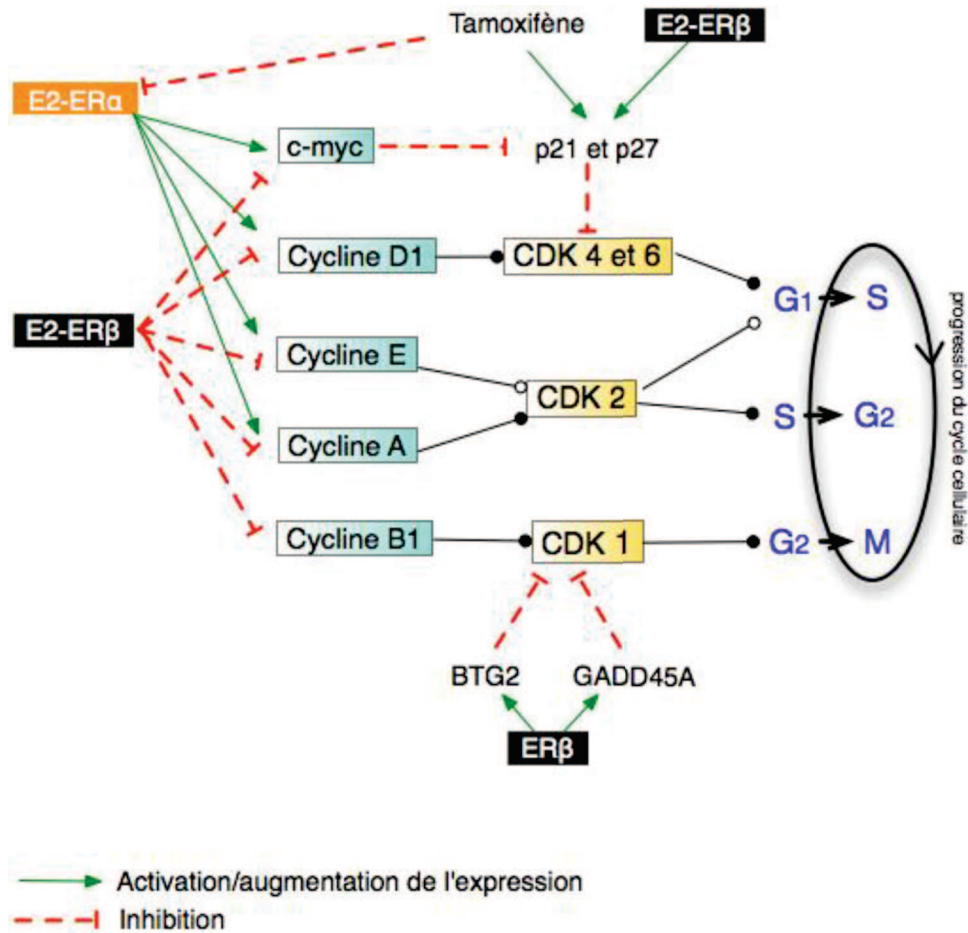 Tamoxifène
E2-ERβ
E2-ERα
c-myc
p21 et p27
Cycline D1
CDK 4 et 6
G1
S
E2-ERβ
Cycline E
CDK 2
S
G2
Cycline A
Cycline B1
CDK 1
G2
M
progression du cycle cellulaire
BTG2
GADD45A
ERβ
Activation/augmentation de l'expression
Inhibition